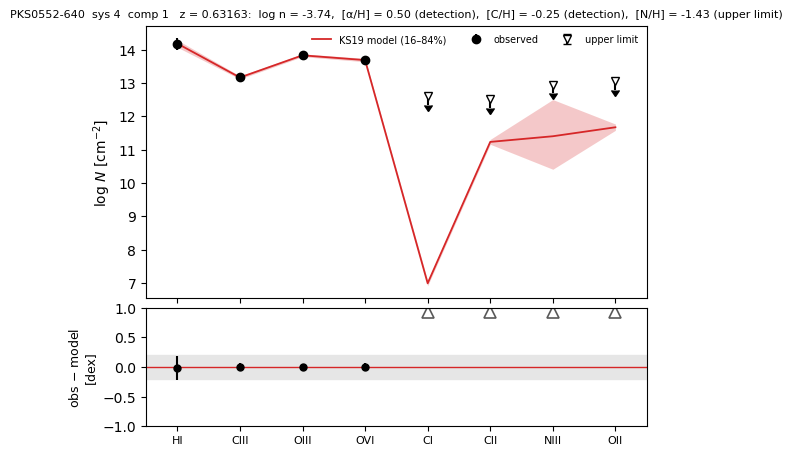 PKS0552-640  sys 4  comp 1   z = 0.63163:  log n = -3.74,  [α/H] = 0.50 (detection),  [C/H] = -0.25 (detection),  [N/H] = -1.43 (upper limit)
KS19 model (16–84%)
observed
upper limit
log N [cm⁻²]
14
13
12
11
10
9
8
7
obs − model
[dex]
1.0
0.5
0.0
−0.5
−1.0
HI
CIII
OIII
OVI
CI
CII
NIII
OII